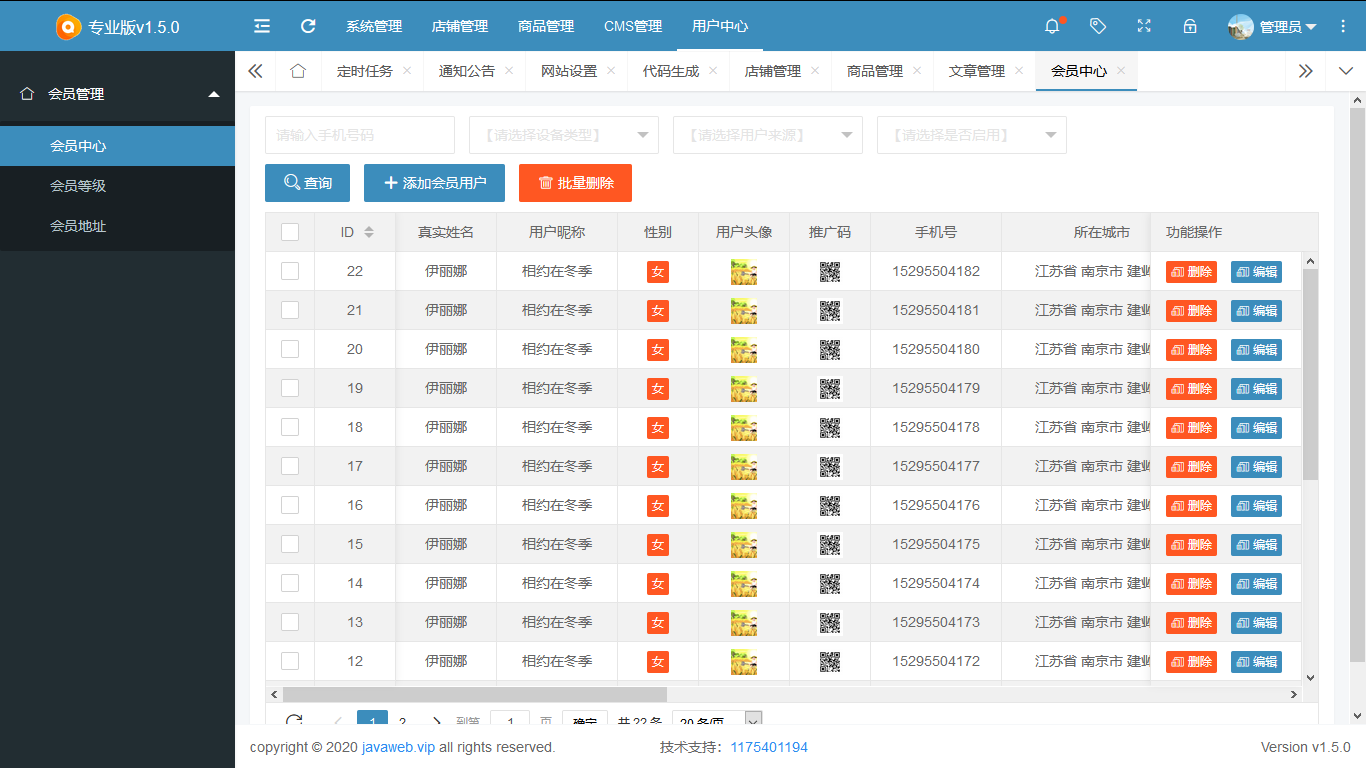 专业版v1.5.0 系统管理 店铺管理 商品管理 CMS管理 用户中心 管理员
会员管理
会员中心
会员等级
会员地址
定时任务 通知公告 网站设置 代码生成 店铺管理 商品管理 文章管理 会员中心
请输入手机号码 【请选择设备类型】 【请选择用户来源】 【请选择是否启用】
查询 添加会员用户 批量删除
ID 真实姓名 用户昵称 性别 用户头像 推广码 手机号 所在城市 功能操作
22 伊丽娜 相约在冬季 女 15295504182 江苏省 南京市 建 删除 编辑
21 伊丽娜 相约在冬季 女 15295504181 江苏省 南京市 建 删除 编辑
20 伊丽娜 相约在冬季 女 15295504180 江苏省 南京市 建 删除 编辑
19 伊丽娜 相约在冬季 女 15295504179 江苏省 南京市 建 删除 编辑
18 伊丽娜 相约在冬季 女 15295504178 江苏省 南京市 建 删除 编辑
17 伊丽娜 相约在冬季 女 15295504177 江苏省 南京市 建 删除 编辑
16 伊丽娜 相约在冬季 女 15295504176 江苏省 南京市 建 删除 编辑
15 伊丽娜 相约在冬季 女 15295504175 江苏省 南京市 建 删除 编辑
14 伊丽娜 相约在冬季 女 15295504174 江苏省 南京市 建 删除 编辑
13 伊丽娜 相约在冬季 女 15295504173 江苏省 南京市 建 删除 编辑
12 伊丽娜 相约在冬季 女 15295504172 江苏省 南京市 建 删除 编辑
1 2 到第 1 页 确定 共 22 条 20 条/页
copyright © 2020 javaweb.vip all rights reserved. 技术支持：1175401194 Version v1.5.0